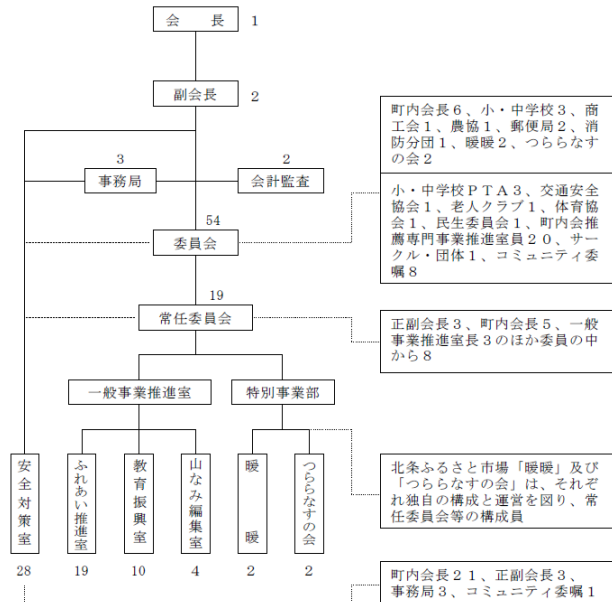 会　長
1
副会長
2
町内会長６、小・中学校３、商
工会１、農協１、郵便局２、消
防分団１、暖暖２、つららなす
の会２
3
事務局
2
会計監査
小・中学校ＰＴＡ３、交通安全
協会１、老人クラブ１、体育協
会１、民生委員会１、町内会推
薦専門事業推進室員２０、サー
クル・団体１、コミュニティ委
嘱８
54
委員会
19
常任委員会
正副会長３、町内会長５、一般
事業推進室長３のほか委員の中
から８
一般事業推進室
特別事業部
安全対策室
ふれあい推進室
教育振興室
山なみ編集室
暖　暖
つららなすの会
北条ふるさと市場「暖暖」及び
「つららなすの会」は、それぞ
れ独自の構成と運営を図り、常
任委員会等の構成員
28
19
10
4
2
2
町内会長２１、正副会長３、
事務局３、コミュニティ委嘱１